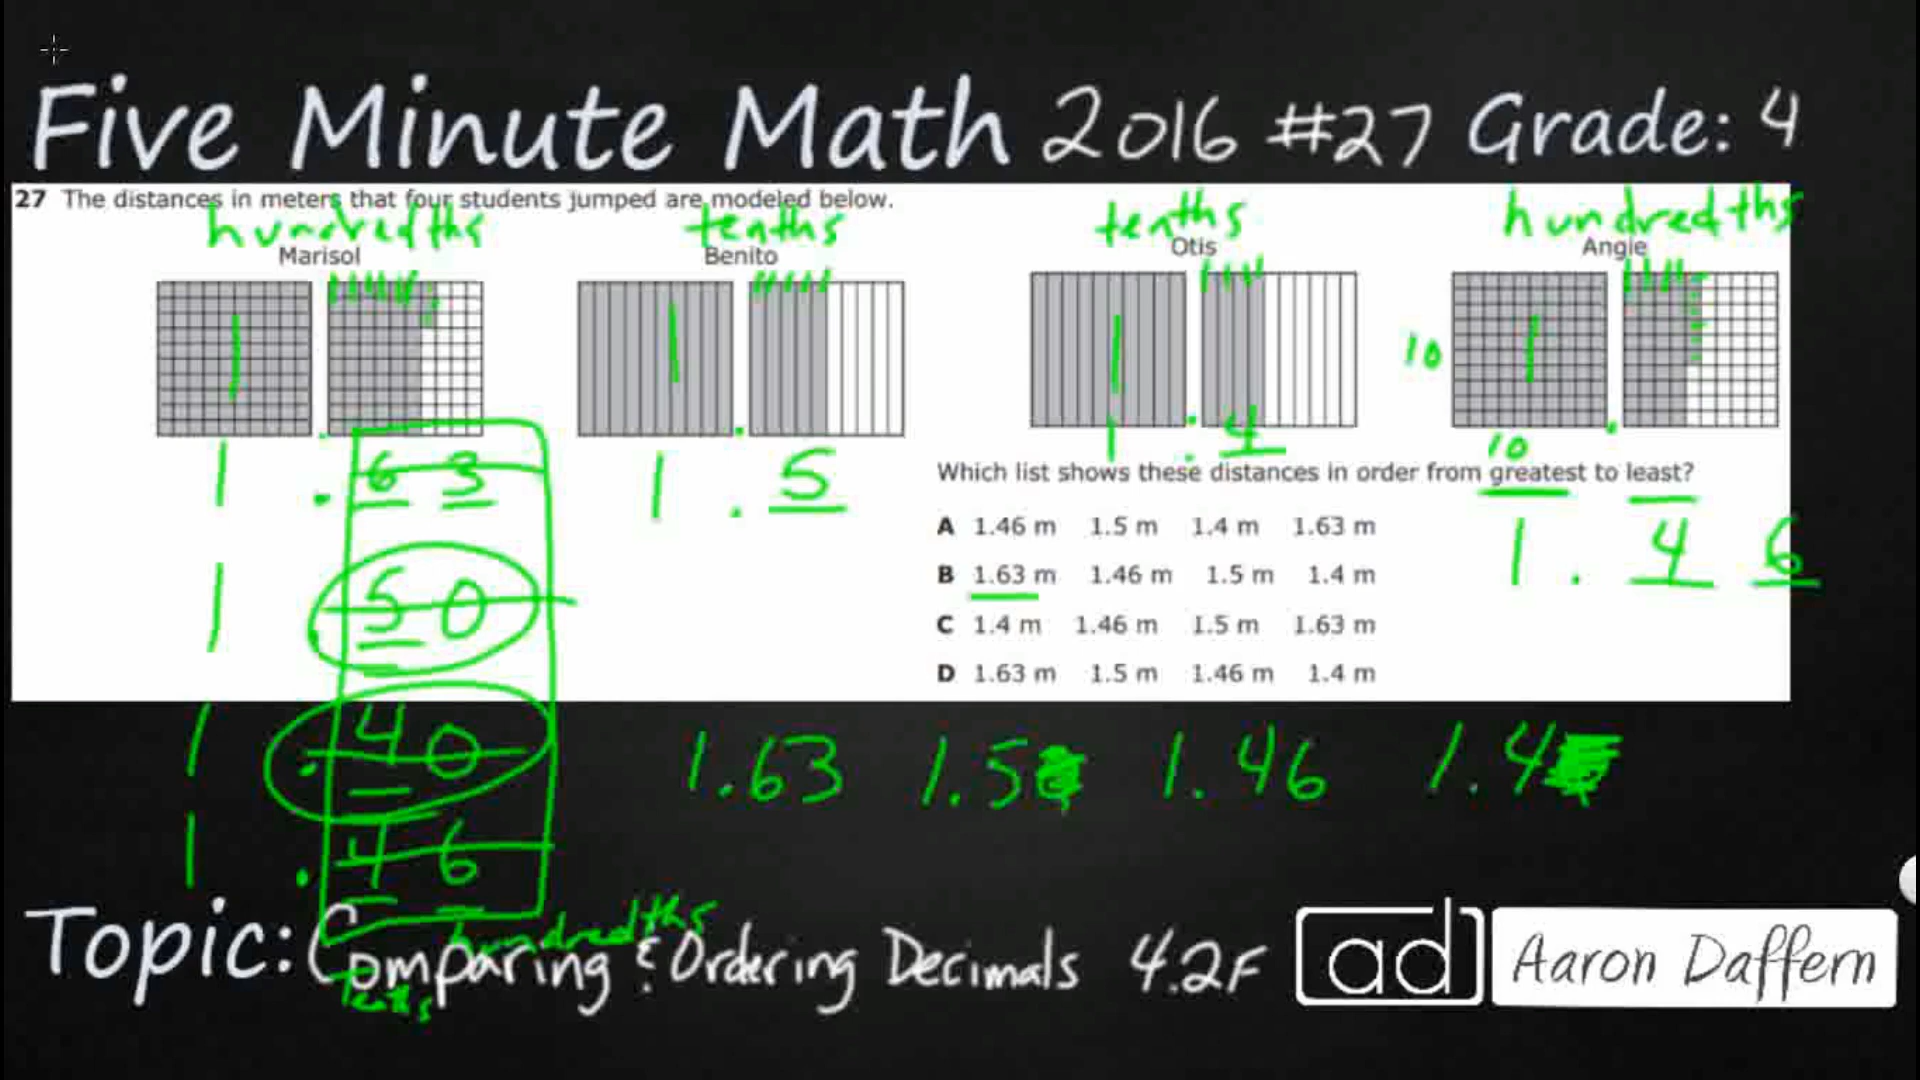 Five Minute Math 2016 #27 Grade: 4
27 The distances in meters that four students jumped are modeled below.
hundredths tenths tenths hundredths
Marisol Benito Otis Angie
1 1 1 10 1
1 . 4 10
1 . 6 3 1 . 5
Which list shows these distances in order from greatest to least?
A 1.46 m 1.5 m 1.4 m 1.63 m
1 . 4 6
B 1.63 m 1.46 m 1.5 m 1.4 m
1 . 5 0
C 1.4 m 1.46 m 1.5 m 1.63 m
D 1.63 m 1.5 m 1.46 m 1.4 m
1 . 4 0 1.63 1.5 1.46 1.4
1 . 4 6
hundredths
Topic: Comparing & Ordering Decimals 4.2F ad Aaron Daffern
tenths